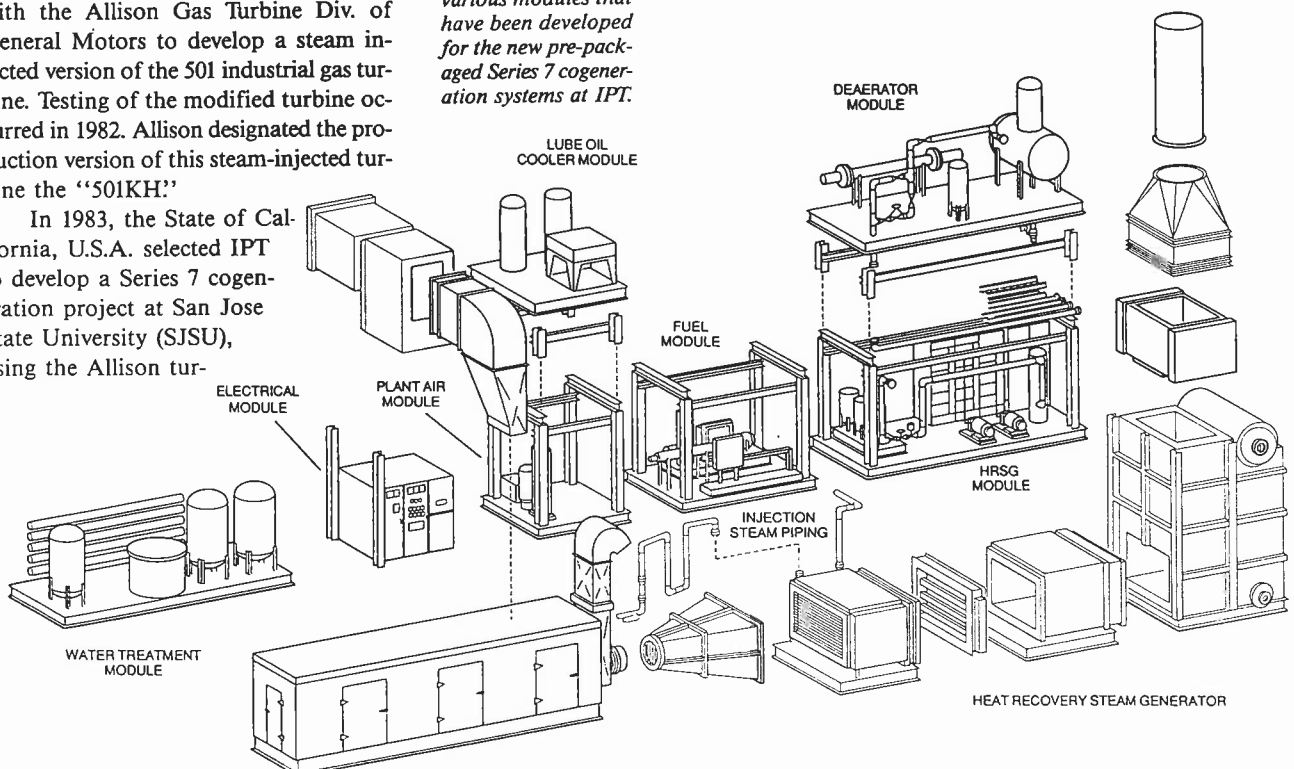 ith the Allison Gas Turbine Div. of
eneral Motors to develop a steam in-
cted version of the 501 industrial gas tur-
ne. Testing of the modified turbine oc-
urred in 1982. Allison designated the pro-
uction version of this steam-injected tur-
ne the “501KH.”
In 1983, the State of Cal-
ornia, U.S.A. selected IPT
o develop a Series 7 cogen-
ration project at San Jose
tate University (SJSU),
sing the Allison tur-
various modules that
have been developed
for the new pre-pack-
aged Series 7 cogener-
ation systems at IPT.
DEAERATOR
MODULE
LUBE OIL
COOLER MODULE
FUEL
MODULE
ELECTRICAL
MODULE
PLANT AIR
MODULE
HRSG
MODULE
INJECTION
STEAM PIPING
WATER TREATMENT
MODULE
HEAT RECOVERY STEAM GENERATOR